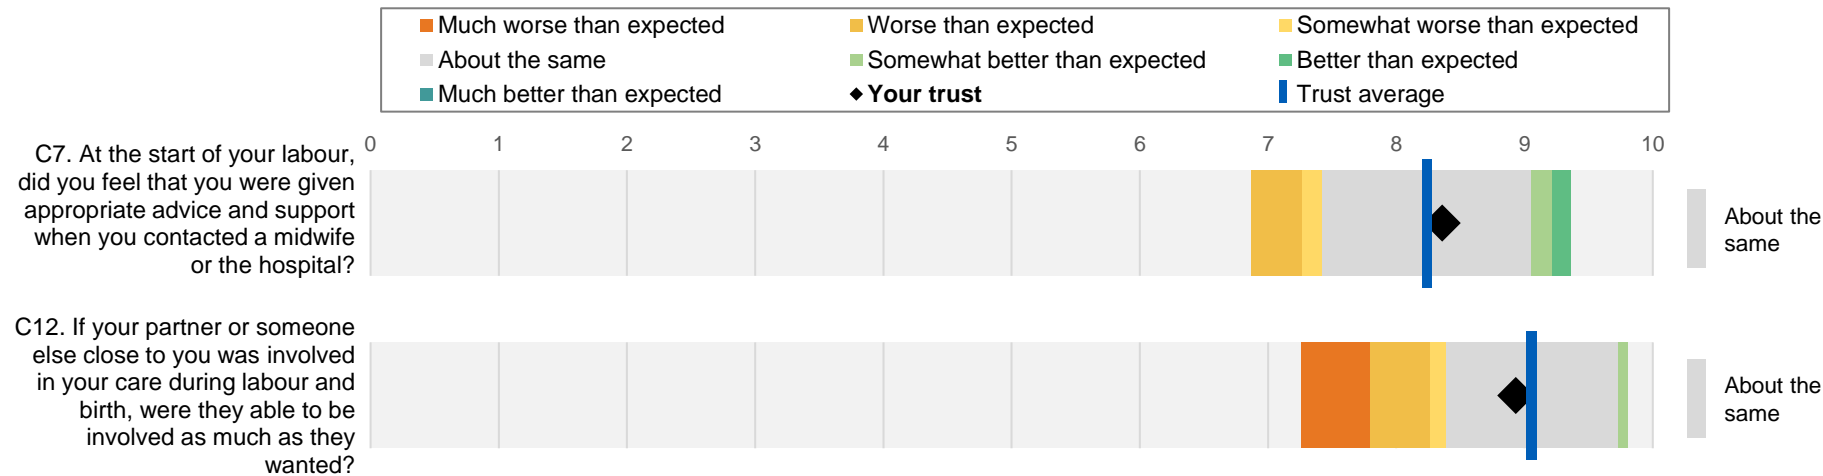 Much worse than expected
Worse than expected
Somewhat worse than expected
About the same
Somewhat better than expected
Better than expected
Much better than expected
Your trust
Trust average
0 1 2 3 4 5 6 7 8 9 10
C7. At the start of your labour,
did you feel that you were given
appropriate advice and support
when you contacted a midwife
or the hospital?
About the
same
C12. If your partner or someone
else close to you was involved
in your care during labour and
birth, were they able to be
involved as much as they
wanted?
About the
same